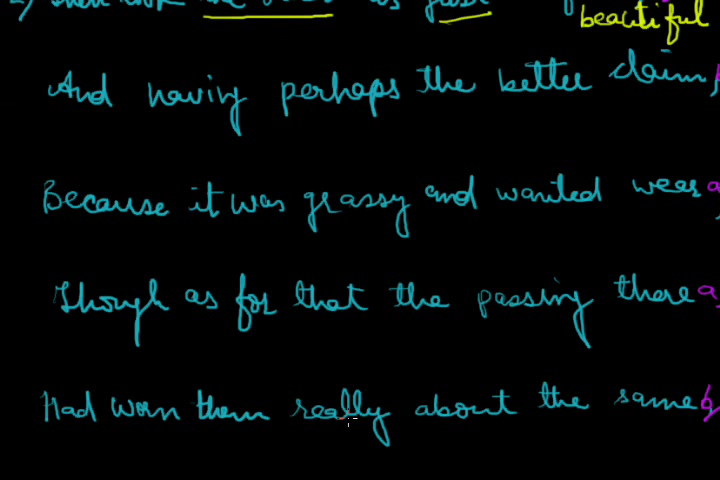 beautiful
And having perhaps the better claim,
Because it was grassy and wanted wear a
Though as for that the passing there a
Had worn them really about the same b